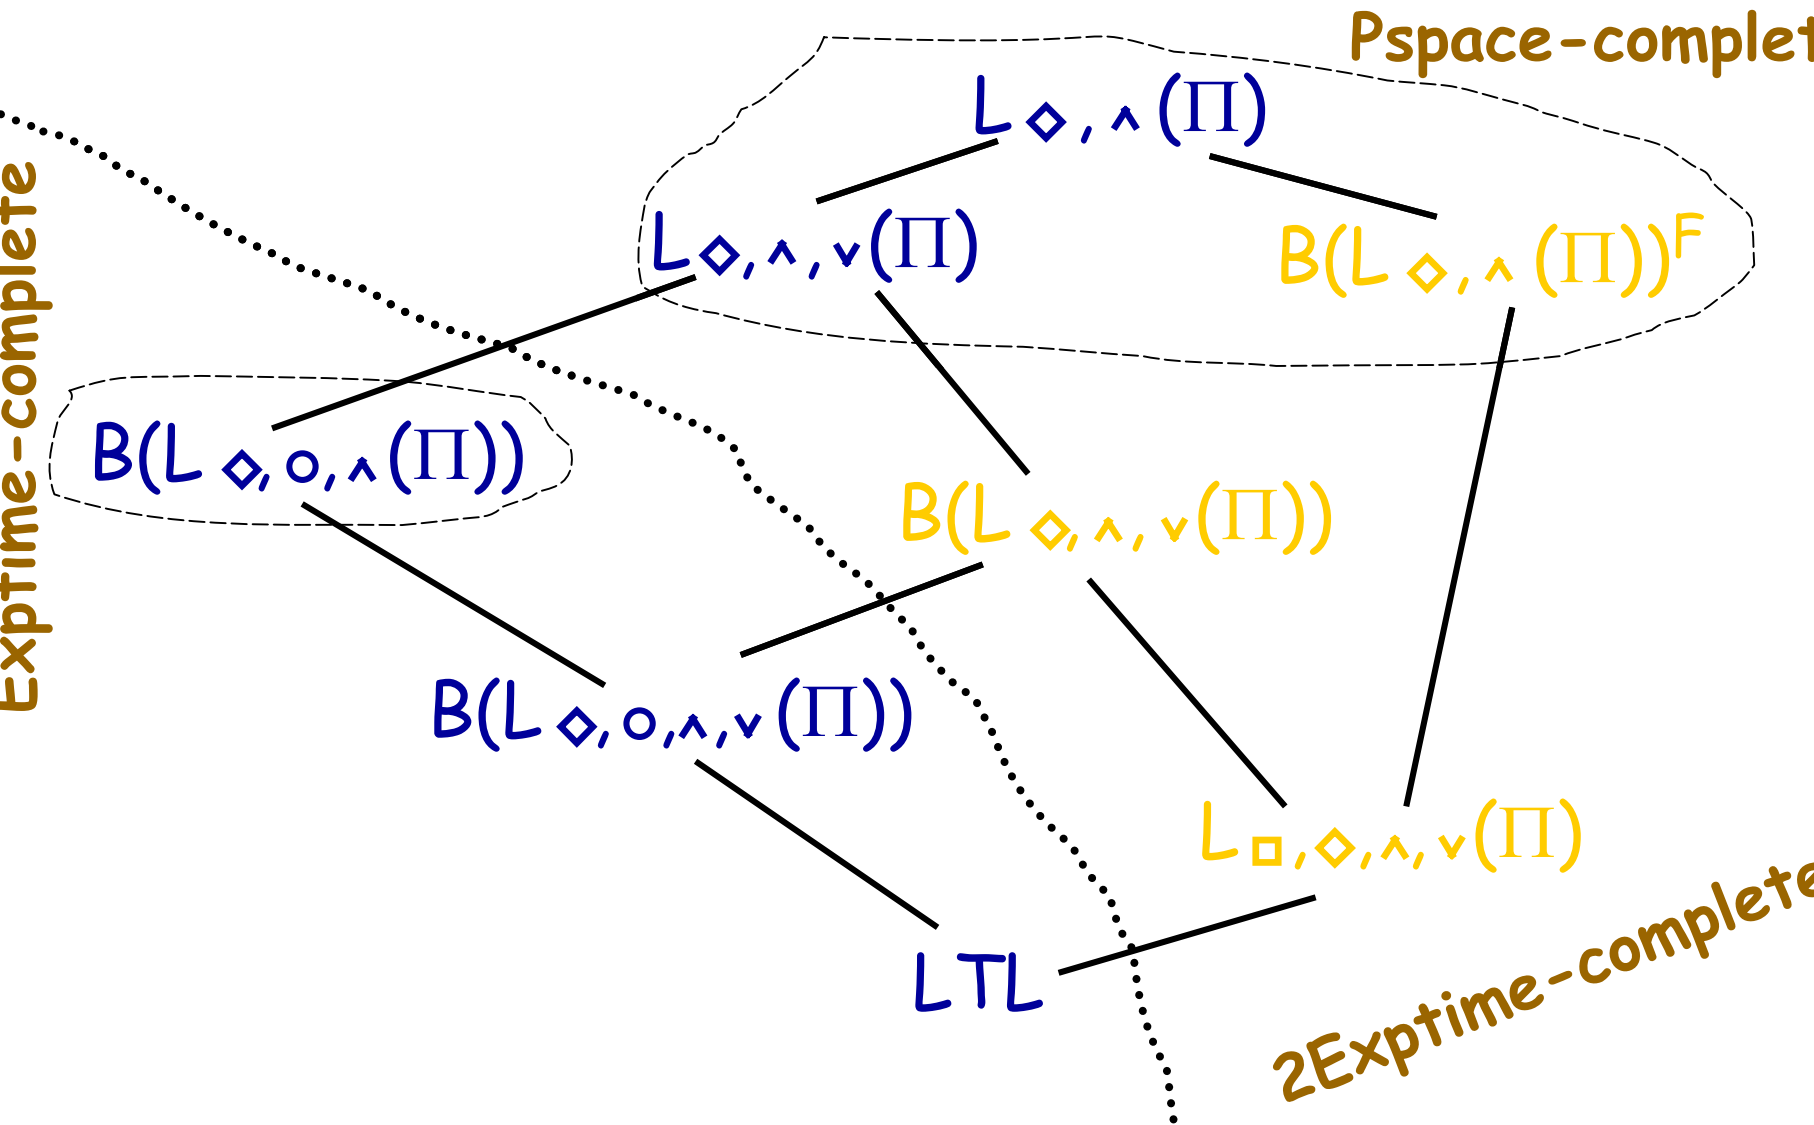 Pspace-complet
L ◇, ∧ (Π)
L ◇, ∧, ∨ (Π)
B(L ◇, ∧ (Π))F
Exptime-complete
B(L ◇, ○, ∧ (Π))
B(L ◇, ∧, ∨ (Π))
B(L ◇, ○, ∧, ∨ (Π))
L □, ◇, ∧, ∨ (Π)
LTL
2Exptime-complete